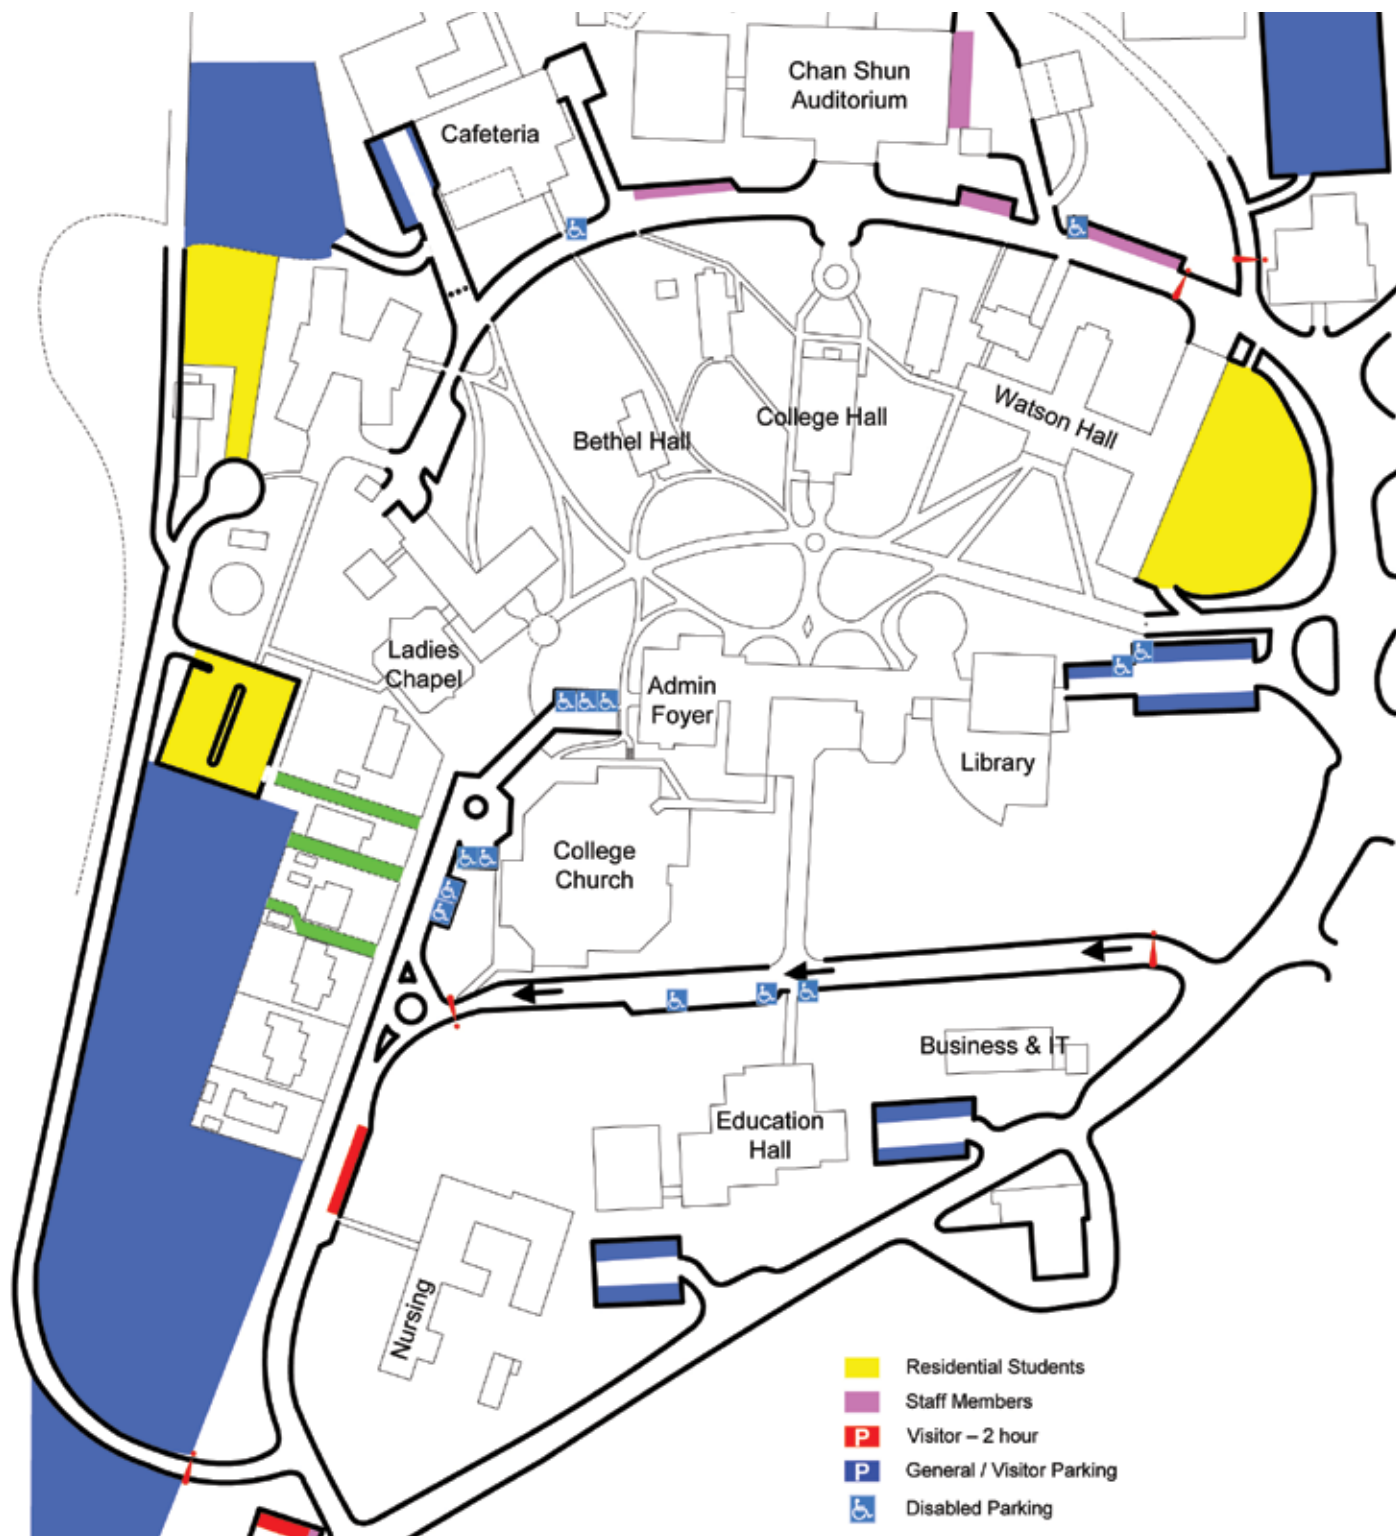 Chan Shun
Auditorium
Cafeteria
Watson Hall
College Hall
Bethel Hall
Ladies
Chapel
Admin
Foyer
Library
College
Church
Business & IT
Education
Hall
Nursing
Residential Students
Staff Members
P Visitor – 2 hour
P General / Visitor Parking
Disabled Parking